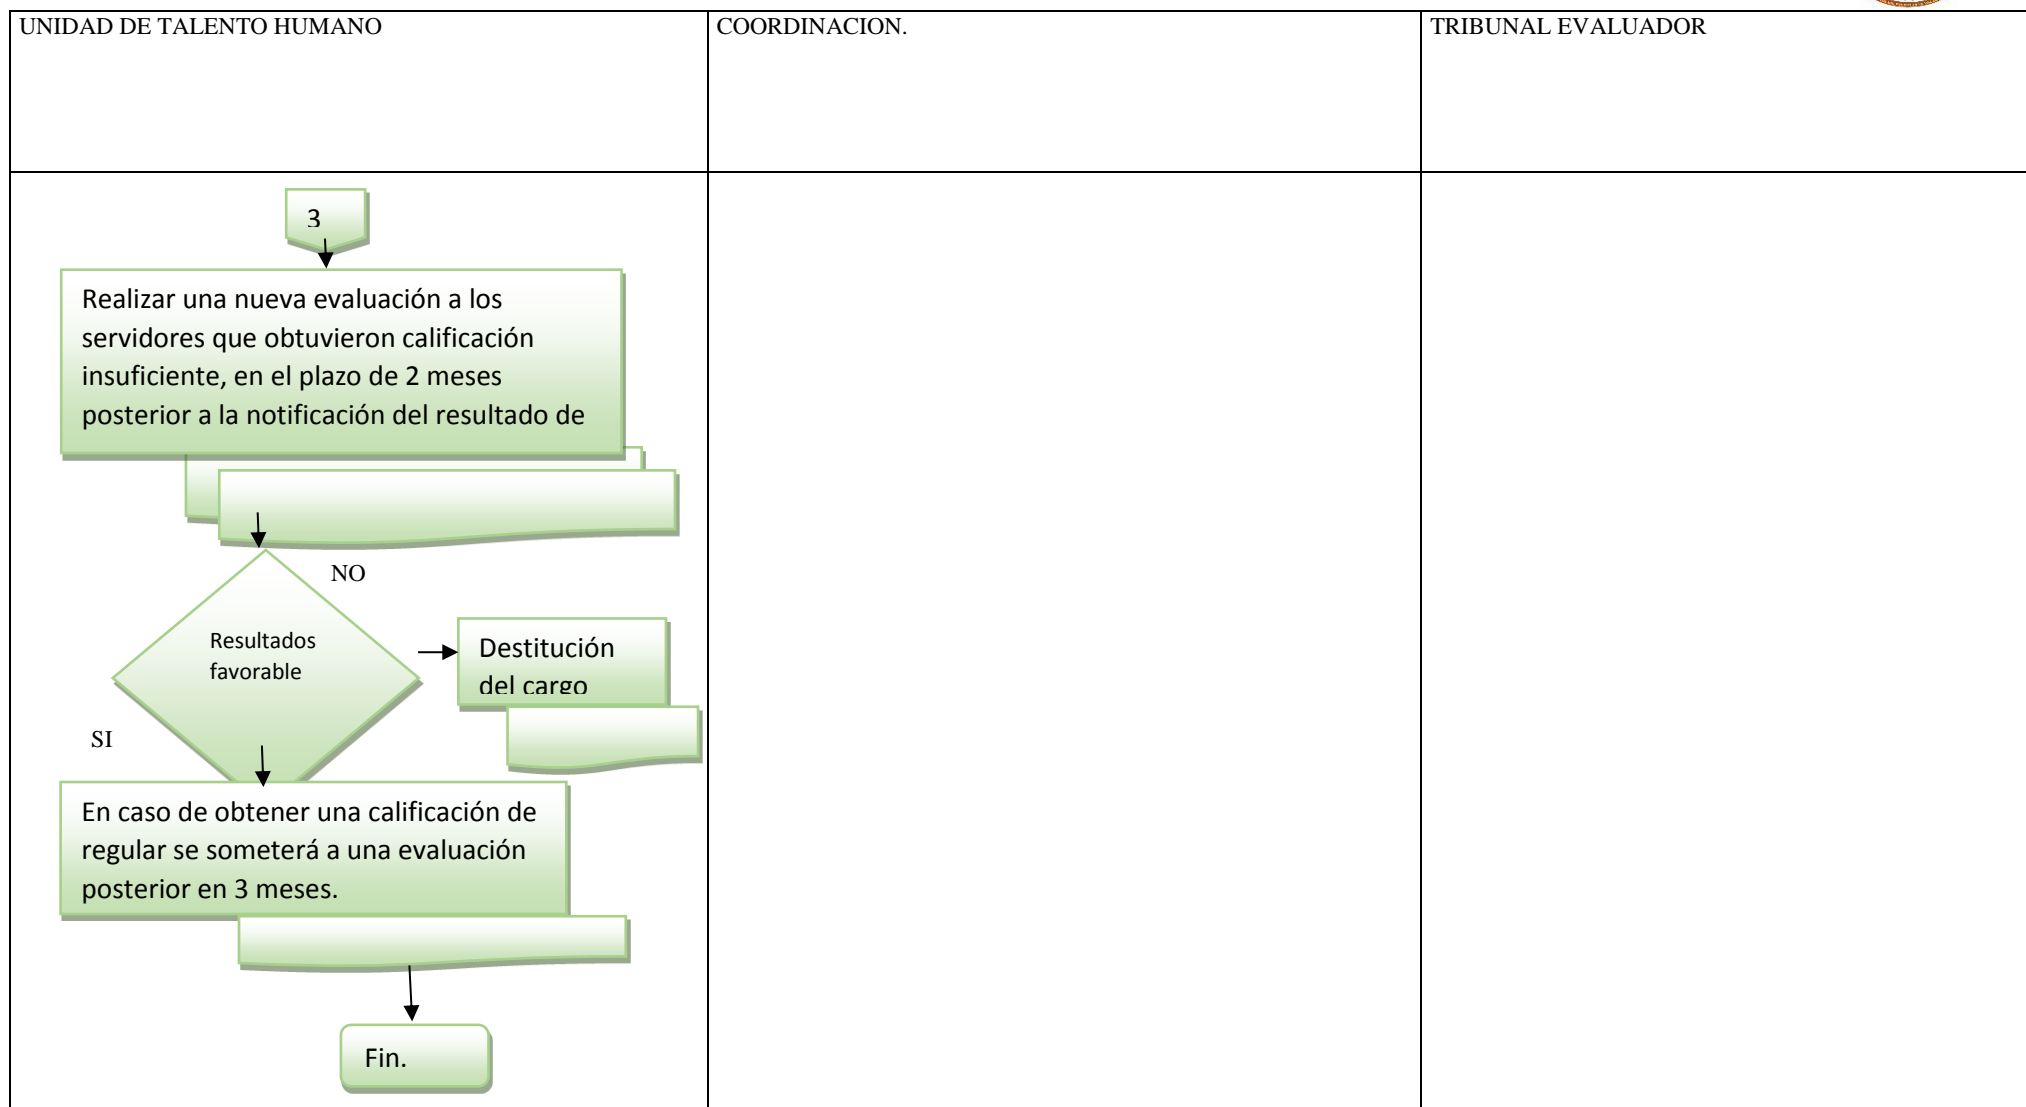 UNIDAD DE TALENTO HUMANO
COORDINACION.
TRIBUNAL EVALUADOR
3
Realizar una nueva evaluación a los
servidores que obtuvieron calificación
insuficiente, en el plazo de 2 meses
posterior a la notificación del resultado de
NO
Resultados
favorable
Destitución
del cargo
SI
En caso de obtener una calificación de
regular se someterá a una evaluación
posterior en 3 meses.
Fin.